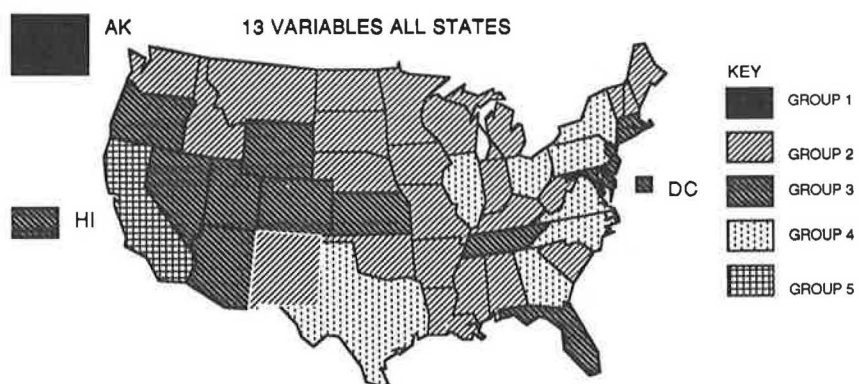 AK
13 VARIABLES ALL STATES
HI
DC
KEY
GROUP 1
GROUP 2
GROUP 3
GROUP 4
GROUP 5